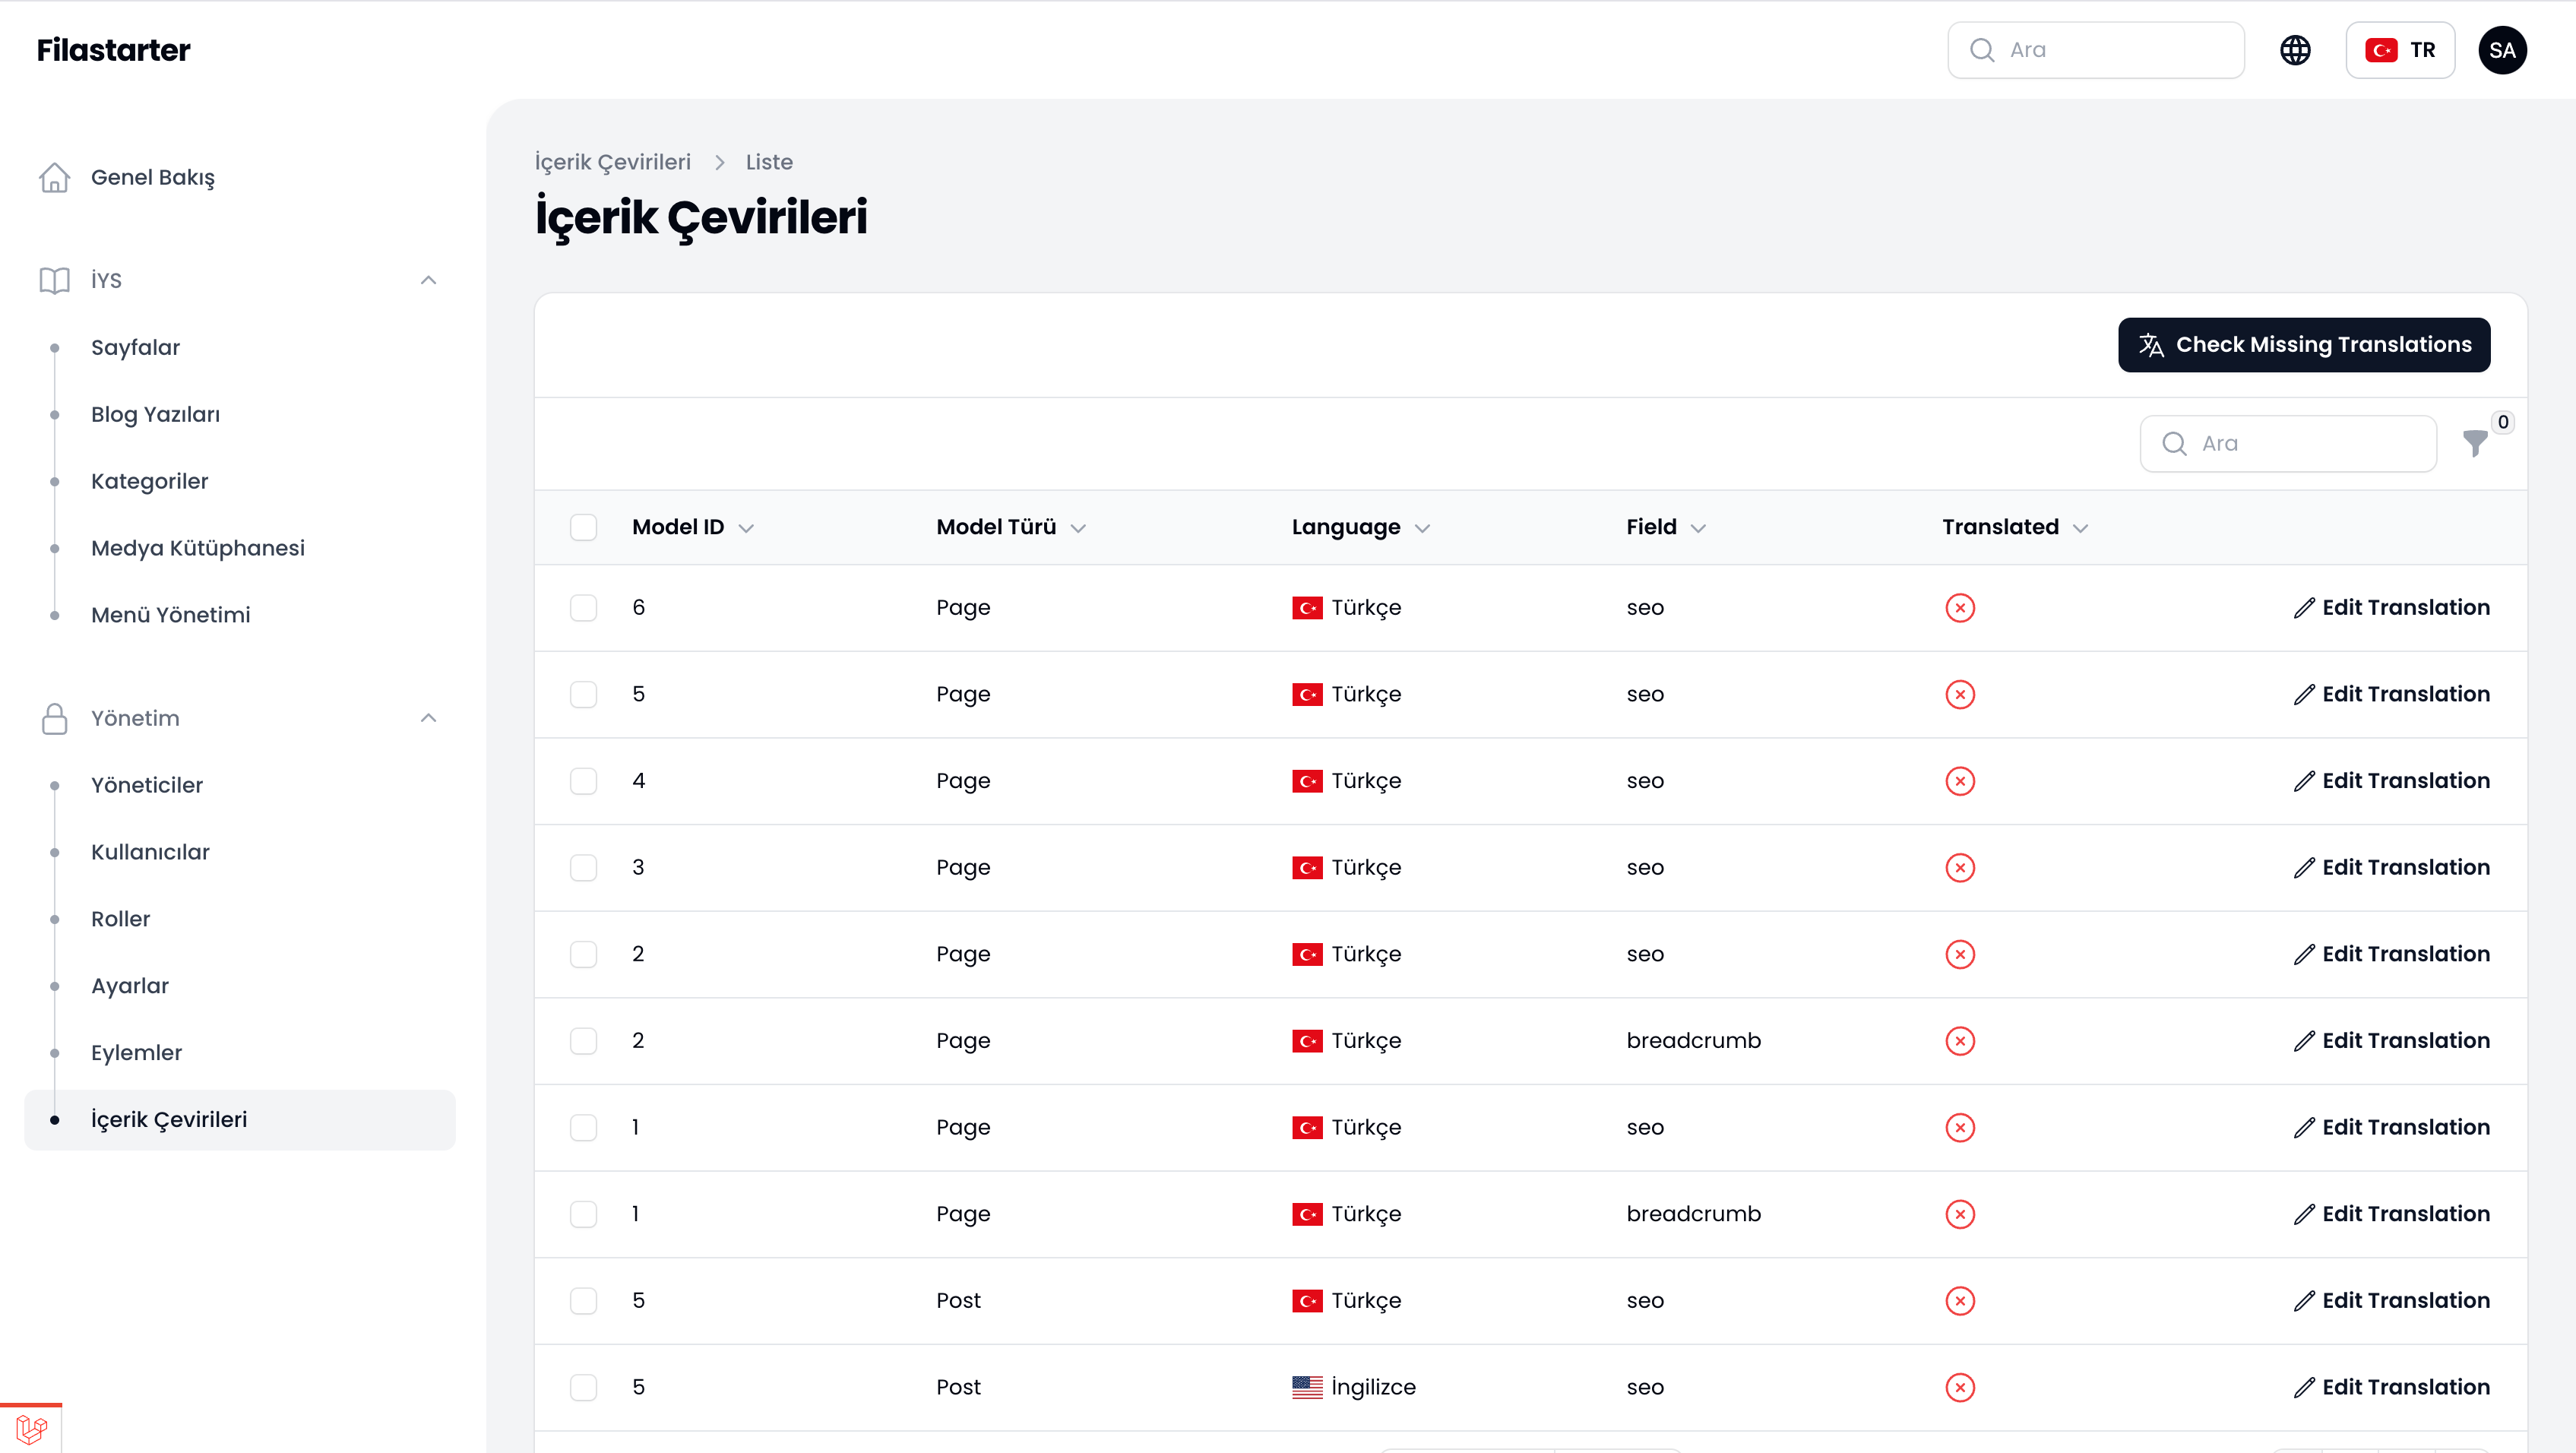 Filastarter
Ara
TR
SA
Genel Bakış
İYS
Sayfalar
Blog Yazıları
Kategoriler
Medya Kütüphanesi
Menü Yönetimi
Yönetim
Yöneticiler
Kullanıcılar
Roller
Ayarlar
Eylemler
İçerik Çevirileri
İçerik Çevirileri > Liste
İçerik Çevirileri
Check Missing Translations
Ara
0
Model ID Model Türü Language Field Translated
6 Page Türkçe seo Edit Translation
5 Page Türkçe seo Edit Translation
4 Page Türkçe seo Edit Translation
3 Page Türkçe seo Edit Translation
2 Page Türkçe seo Edit Translation
2 Page Türkçe breadcrumb Edit Translation
1 Page Türkçe seo Edit Translation
1 Page Türkçe breadcrumb Edit Translation
5 Post Türkçe seo Edit Translation
5 Post İngilizce seo Edit Translation